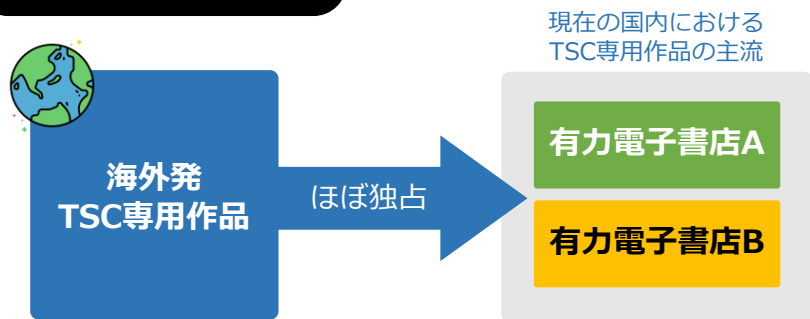 現在の国内における
TSC専用作品の主流
海外発
TSC専用作品
ほぼ独占
有力電子書店A
有力電子書店B